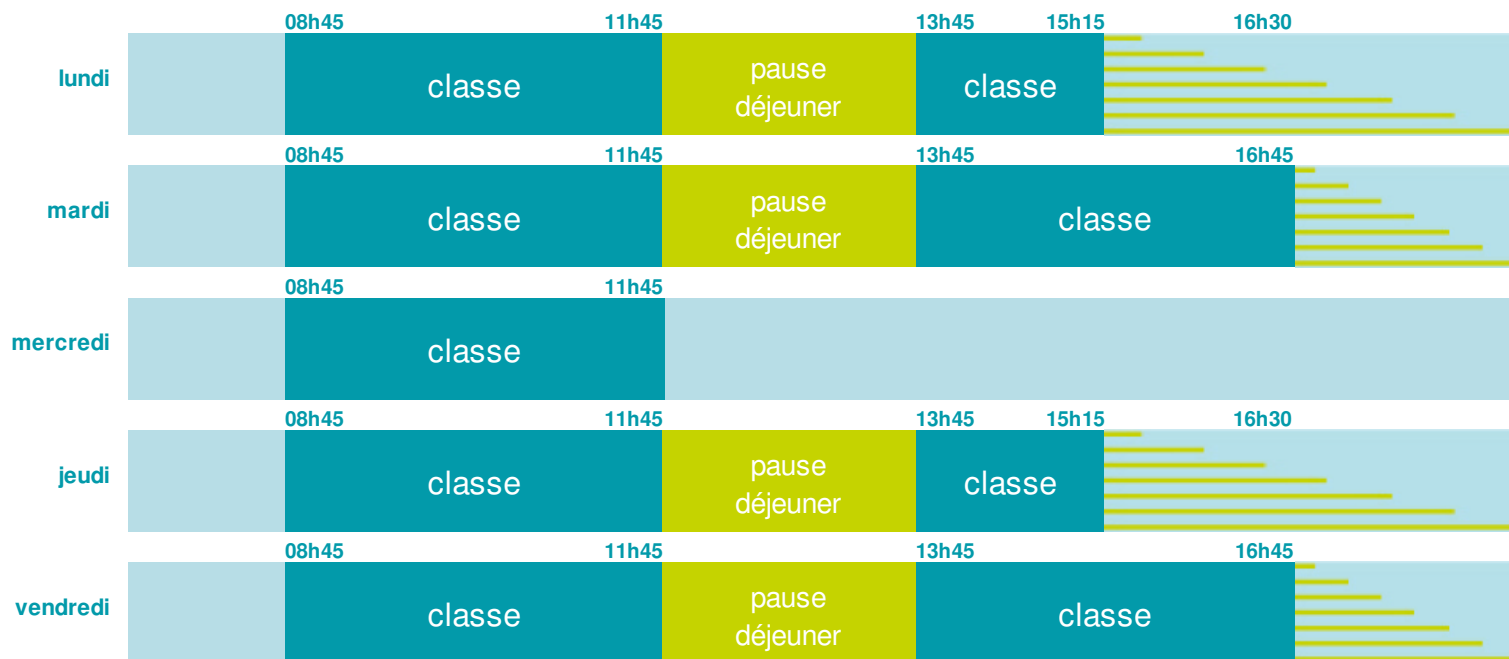 08h45 11h45 13h45 15h15 16h30
lundi classe pause déjeuner classe
08h45 11h45 13h45 16h45
mardi classe pause déjeuner classe
08h45 11h45
mercredi classe
08h45 11h45 13h45 15h15 16h30
jeudi classe pause déjeuner classe
08h45 11h45 13h45 16h45
vendredi classe pause déjeuner classe